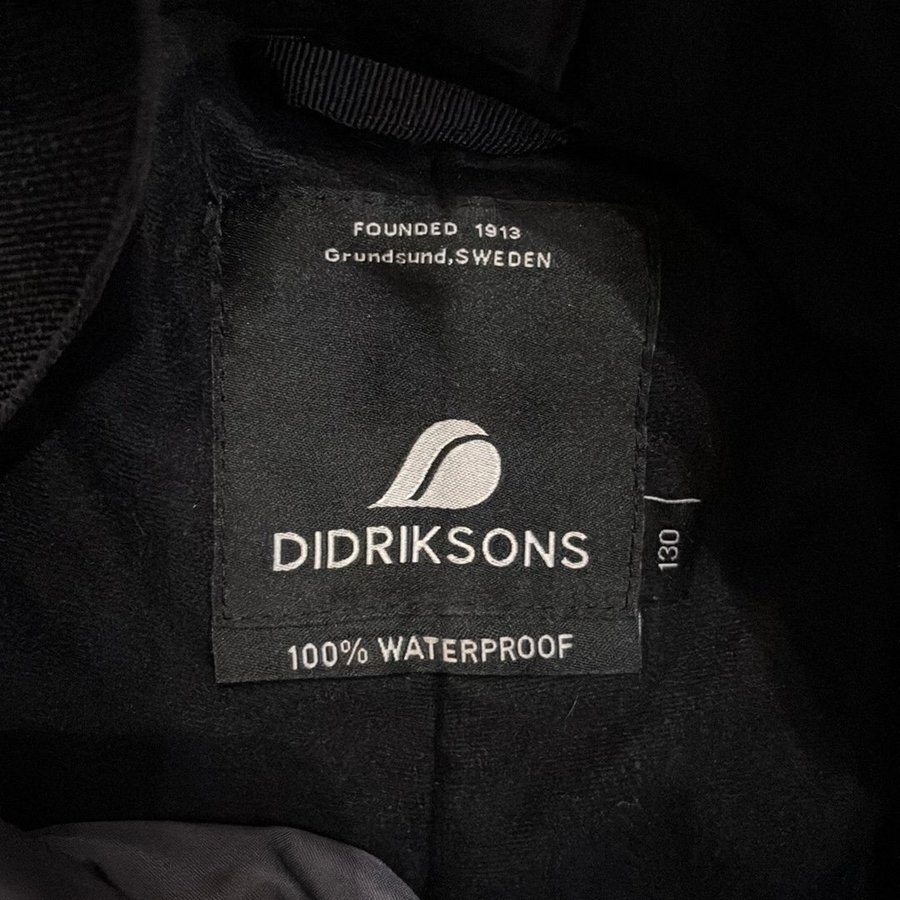 FOUNDED 1913
Grundsund,SWEDEN
DIDRIKSONS
130
100% WATERPROOF